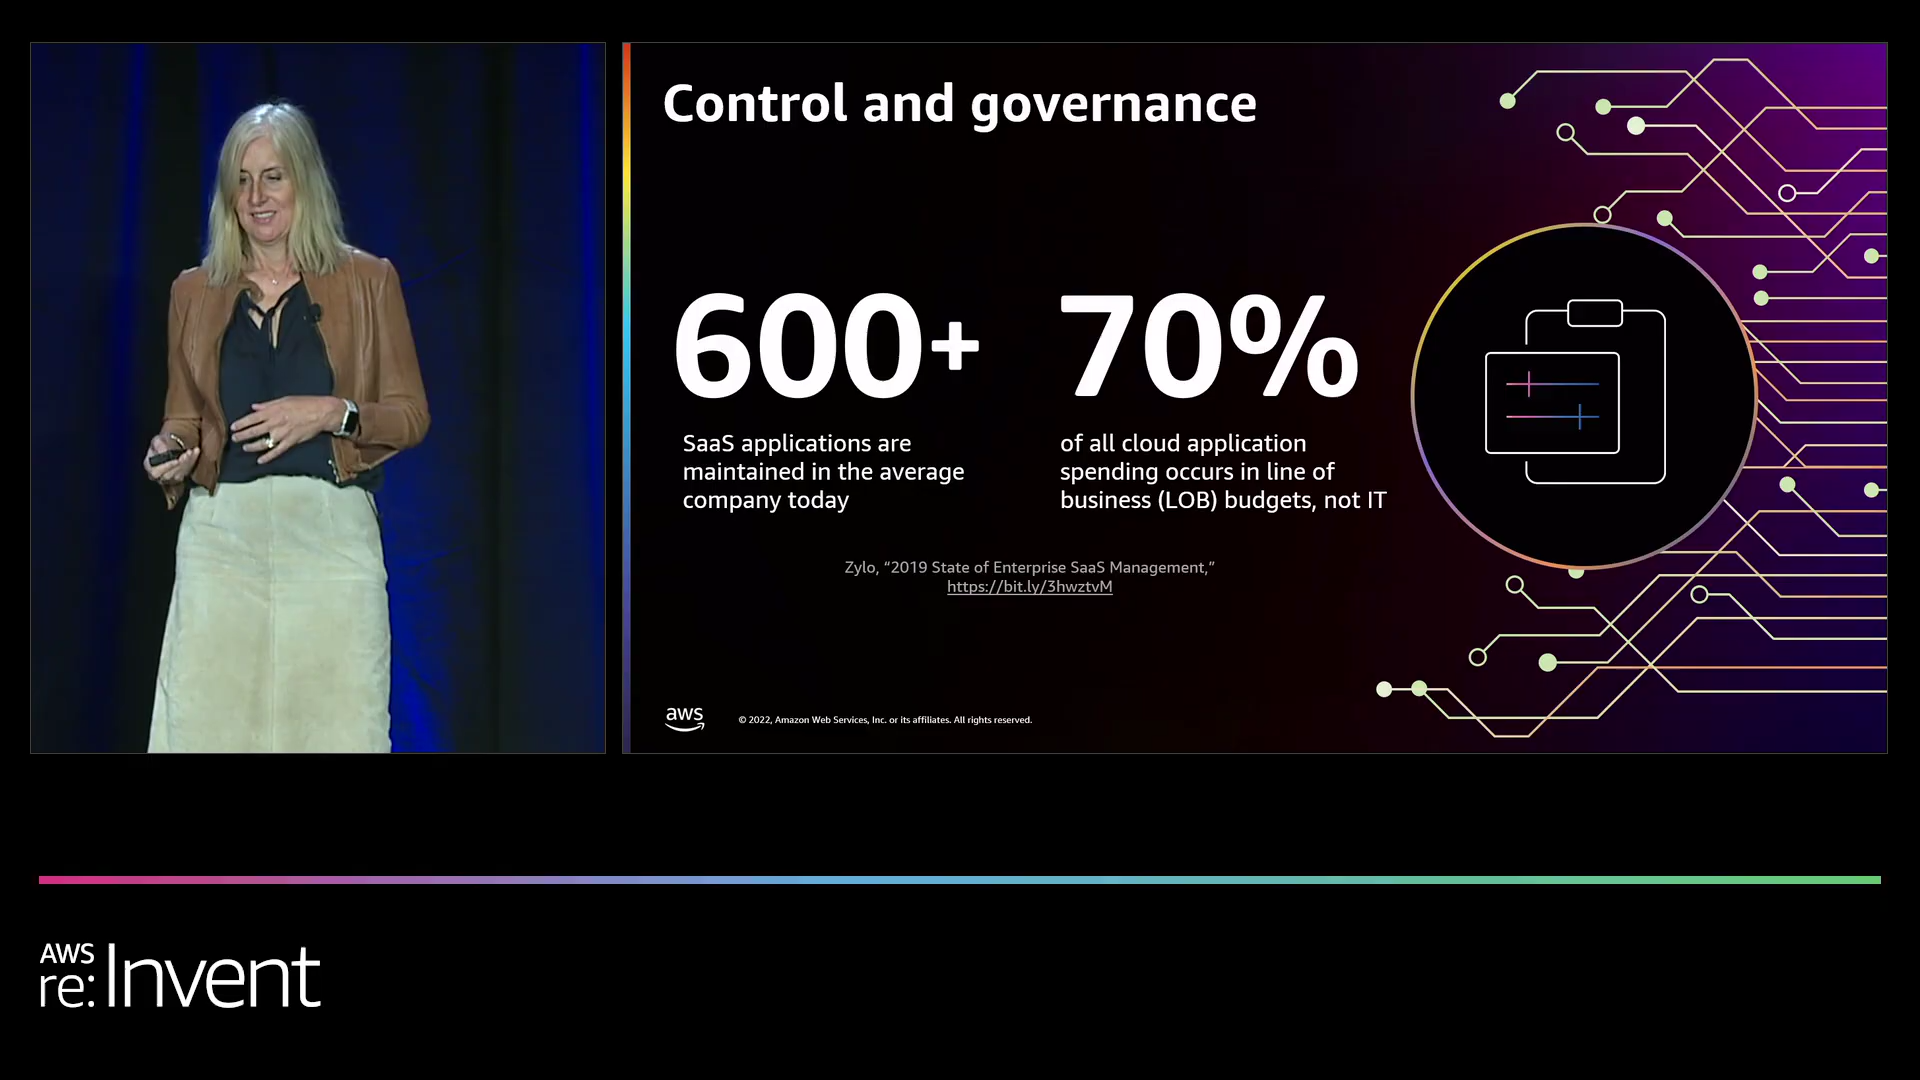 Control and governance
600+
SaaS applications are
maintained in the average
company today
70%
of all cloud application
spending occurs in line of
business (LOB) budgets, not IT
Zylo, “2019 State of Enterprise SaaS Management,”
https://bit.ly/3hwztvM
aws
© 2022, Amazon Web Services, Inc. or its affiliates. All rights reserved.
AWS
re:Invent